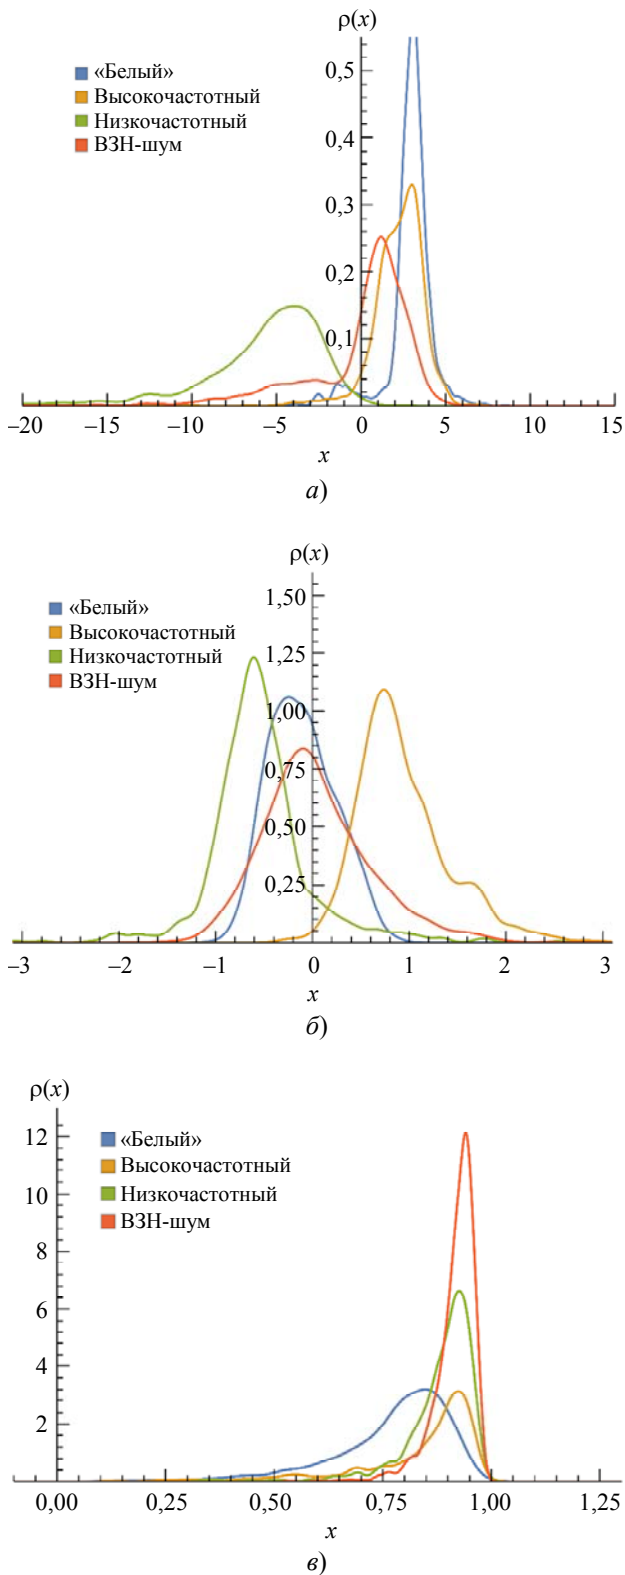 ρ(x)
0,5
0,4
0,3
0,2
0,1
«Белый»
Высокочастотный
Низкочастотный
ВЗН-шум
–20 –15 –10 –5 0 5 10 15
x
а)
ρ(x)
1,50
1,25
1,00
0,75
0,50
0,25
«Белый»
Высокочастотный
Низкочастотный
ВЗН-шум
–3 –2 –1 0 1 2 3
x
б)
ρ(x)
12
10
8
6
4
2
«Белый»
Высокочастотный
Низкочастотный
ВЗН-шум
0,00 0,25 0,50 0,75 1,00 1,25
x
в)